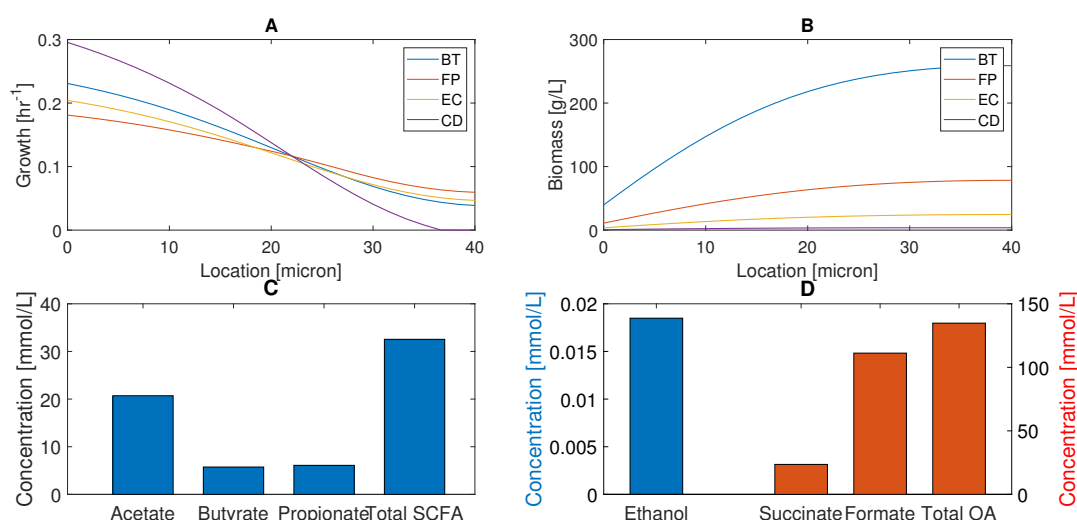 A
0.3
0.2
0.1
0
Growth [hr⁻¹]
BT
FP
EC
CD
0
10
20
30
40
Location [micron]
B
300
200
100
0
Biomass [g/L]
BT
FP
EC
CD
0
10
20
30
40
Location [micron]
C
40
30
20
10
0
Concentration [mmol/L]
Acetate
Butyrate
Propionate
Total SCFA
D
0.02
0.015
0.01
0.005
0
Concentration [mmol/L]
150
100
50
0
Concentration [mmol/L]
Ethanol
Succinate
Formate
Total OA